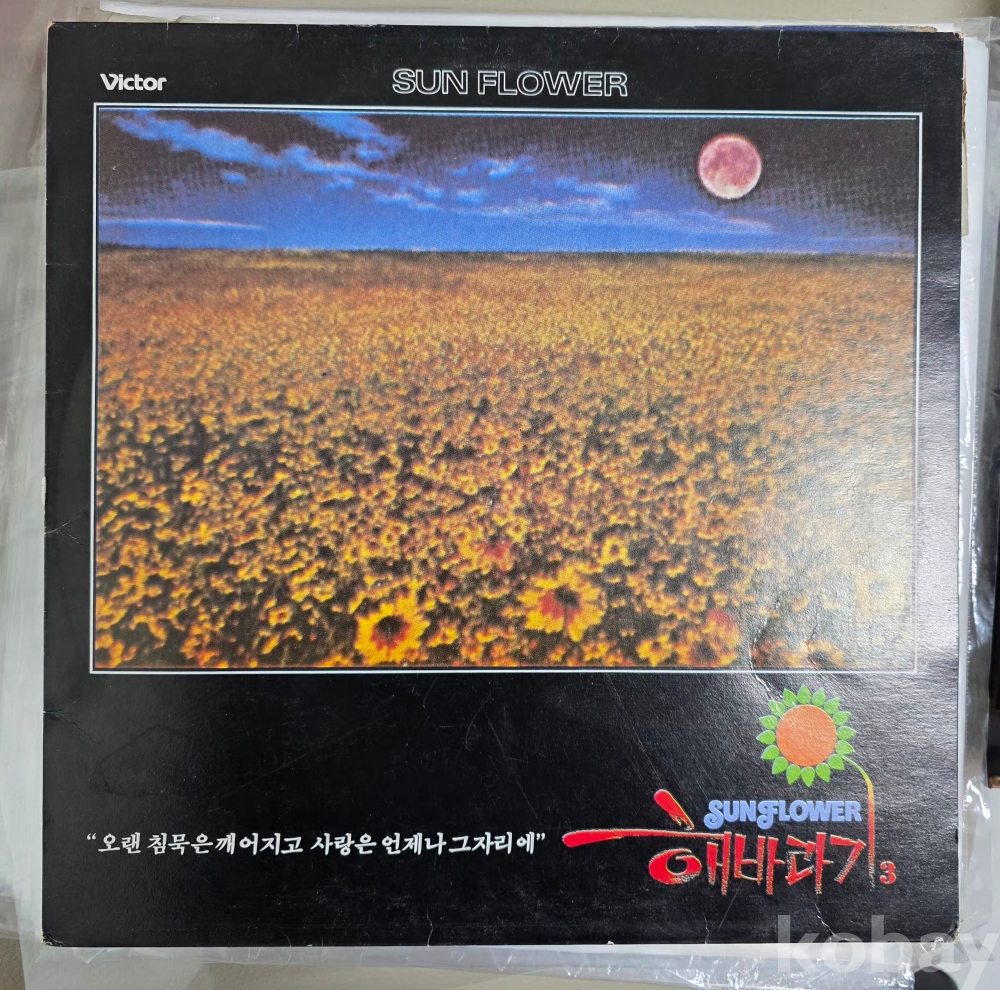 Victor
SUN FLOWER
SUNFLOWER
해바라기 3
“오랜 침묵은 깨어지고 사랑은 언제나 그자리에”
kobay